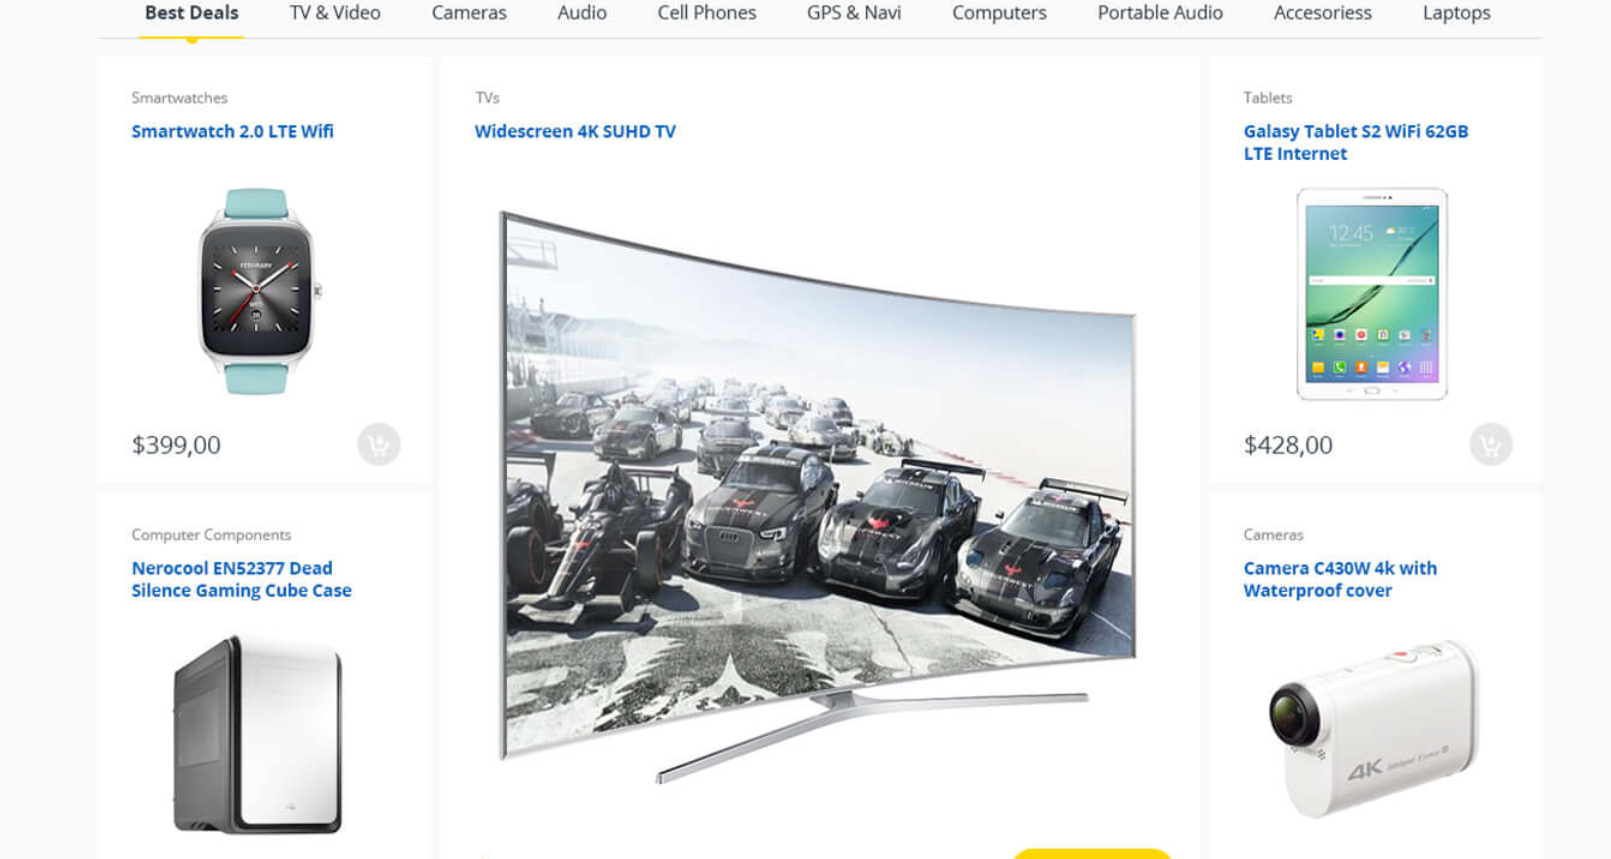 Best Deals
TV & Video
Cameras
Audio
Cell Phones
GPS & Navi
Computers
Portable Audio
Accesoriess
Laptops
Smartwatches
Smartwatch 2.0 LTE Wifi
$399,00
Computer Components
Nerocool EN52377 Dead
Silence Gaming Cube Case
TVs
Widescreen 4K SUHD TV
Tablets
Galasy Tablet S2 WiFi 62GB
LTE Internet
12:45
$428,00
Cameras
Camera C430W 4k with
Waterproof cover
4K